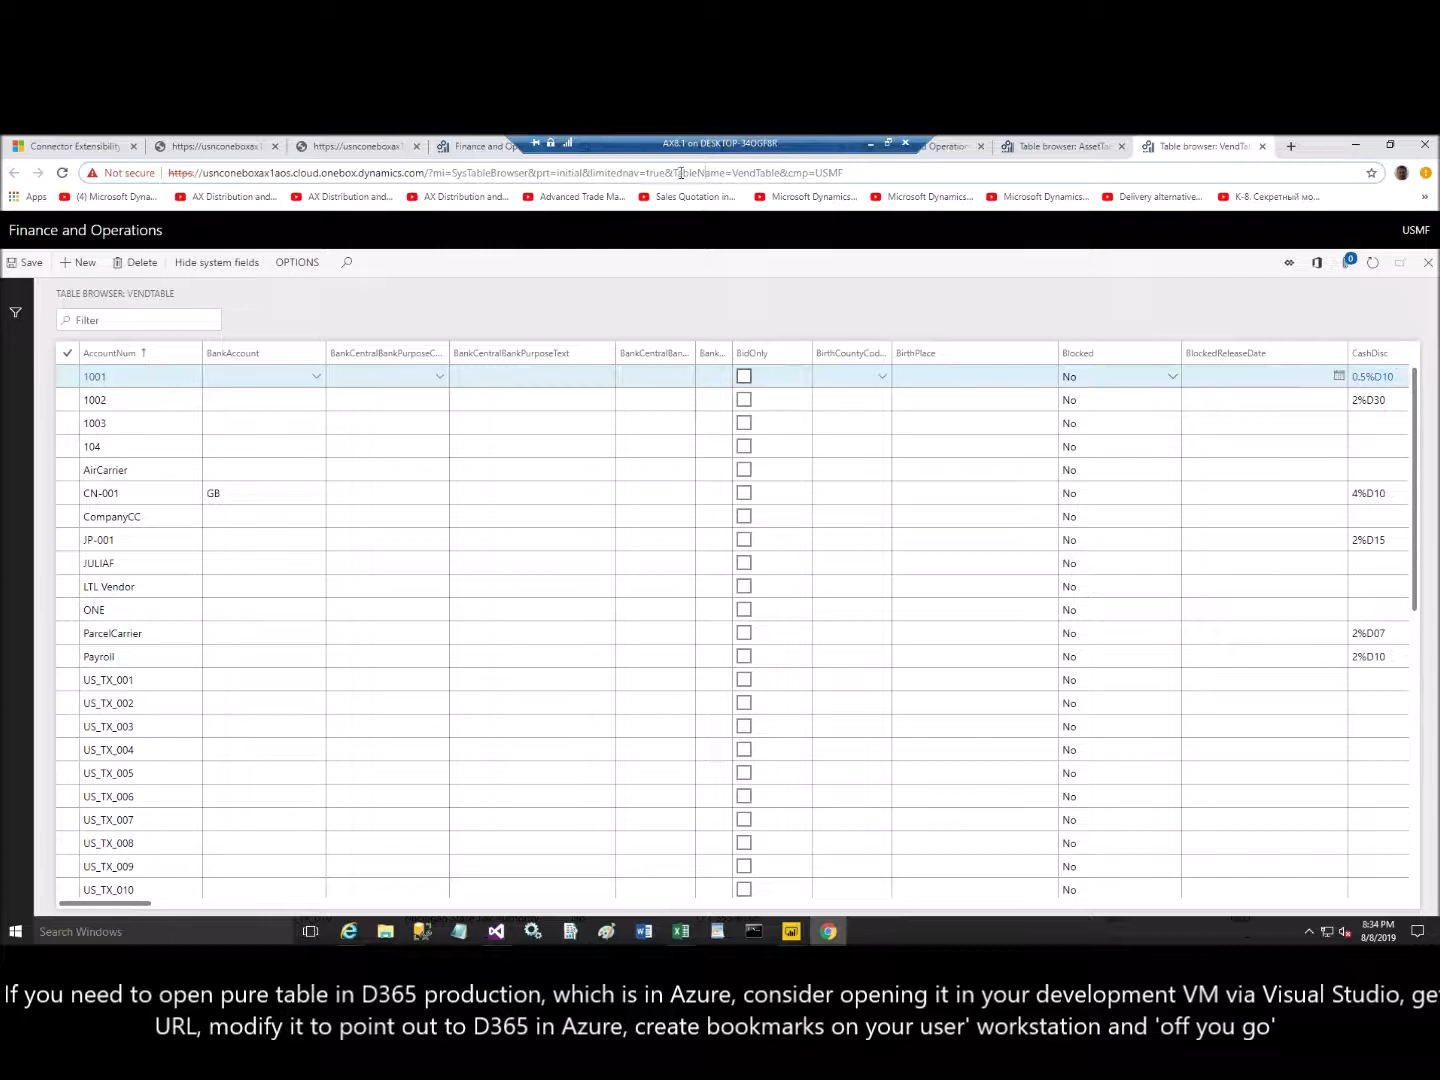 Connector Extensibility
https://usnconeboxax1
https://usnconeboxax1
Finance and Op
AX8.1 on DESKTOP-34OGF8R
d Operation
Table browser: AssetTa
Table browser: VendTa
Not secure
https://usnconeboxax1aos.cloud.onebox.dynamics.com/?mi=SysTableBrowser&prt=initial&limitednav=true&TableName=VendTable&cmp=USMF
Apps
(4) Microsoft Dyna...
AX Distribution and...
AX Distribution and...
AX Distribution and...
Advanced Trade Ma...
Sales Quotation in...
Microsoft Dynamics...
Microsoft Dynamics...
Microsoft Dynamics...
Delivery alternative...
К-8. Секретный мо...
»
Finance and Operations
USMF
Save
New
Delete
Hide system fields
OPTIONS
0
TABLE BROWSER: VENDTABLE
Filter
AccountNum BankAccount BankCentralBankPurposeC... BankCentralBankPurposeText BankCentralBan... Bank... BidOnly BirthCountyCod... BirthPlace Blocked BlockedReleaseDate CashDisc
1001 No 0.5%D10
1002 No 2%D30
1003 No
104 No
AirCarrier No
CN-001 GB No 4%D10
CompanyCC No
JP-001 No 2%D15
JULIAF No
LTL Vendor No
ONE No
ParcelCarrier No 2%D07
Payroll No 2%D10
US_TX_001 No
US_TX_002 No
US_TX_003 No
US_TX_004 No
US_TX_005 No
US_TX_006 No
US_TX_007 No
US_TX_008 No
US_TX_009 No
US_TX_010 No
Search Windows
8:34 PM
8/8/2019
If you need to open pure table in D365 production, which is in Azure, consider opening it in your development VM via Visual Studio, ge
URL, modify it to point out to D365 in Azure, create bookmarks on your user' workstation and 'off you go'